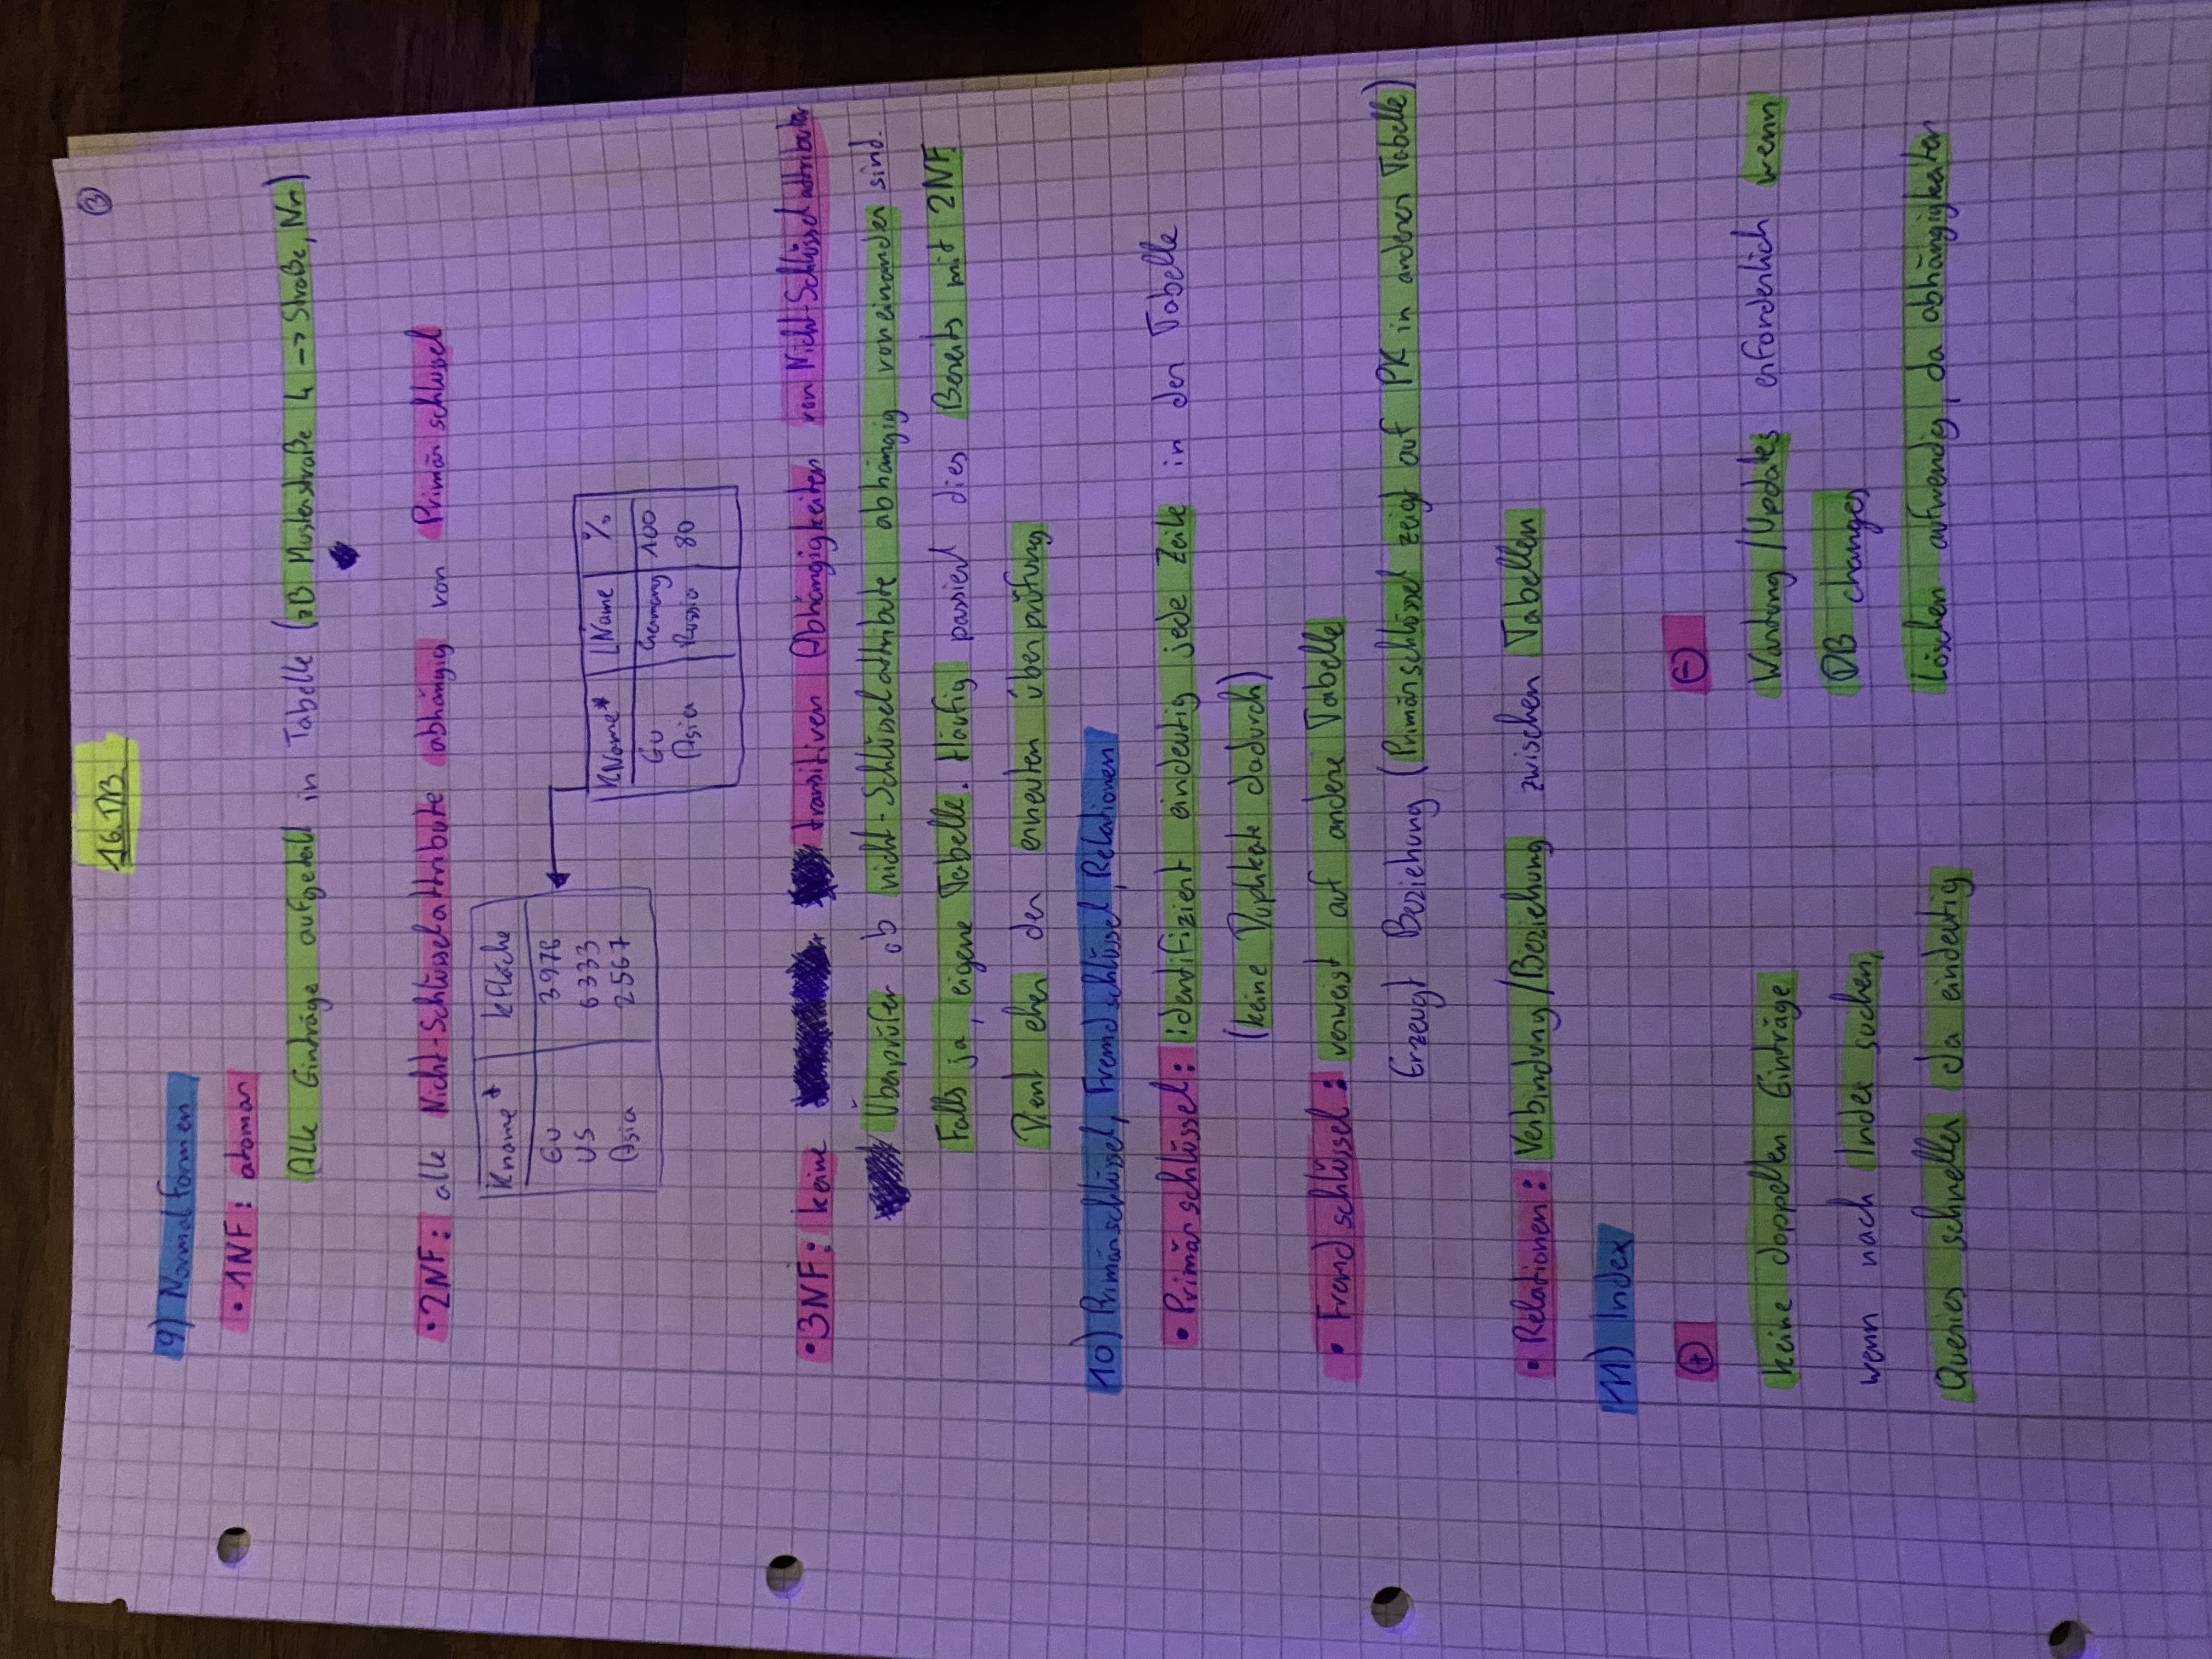 16. DB
③
9) Normalformen
• 1NF: atomar
Alle Einträge aufgeteilt in Tabelle (zB Musterstraße 4 -> Straße, Nr)
• 2NF: alle Nicht-Schlüsselattribute abhängig von Primärschlüssel
Kname* kFläche
EU 3976
US 6333
Asia 2567
KName* LName %
EU Germany 100
Asia Russia 80
• 3NF: keine transitiven Abhängigkeiten von Nicht-Schlüsselattributen
Überprüfen ob nicht-Schlüsselattribute abhängig voneinander sind.
Falls ja, eigene Tabelle. Häufig passiert dies Bereits mit 2NF.
Dient eher der erneuten überprüfung
10) Primärschlüssel, Fremdschlüssel, Relationen
• Primärschlüssel: identifiziert eindeutig jede Zeile in der Tabelle
(keine Duplikate dadurch)
• Fremdschlüssel: verweist auf andere Tabelle
Erzeugt Beziehung (Primärschlüssel zeigt auf PK in anderer Tabelle)
• Relationen: Verbindung/Beziehung zwischen Tabellen
11) Index
⊕ ⊖
keine doppelten Einträge
wenn nach Index suchen,
Queries schneller da eindeutig
Wartung/Updates erforderlich wenn
DB changes
Löschen aufwendig, da abhängigkeiten